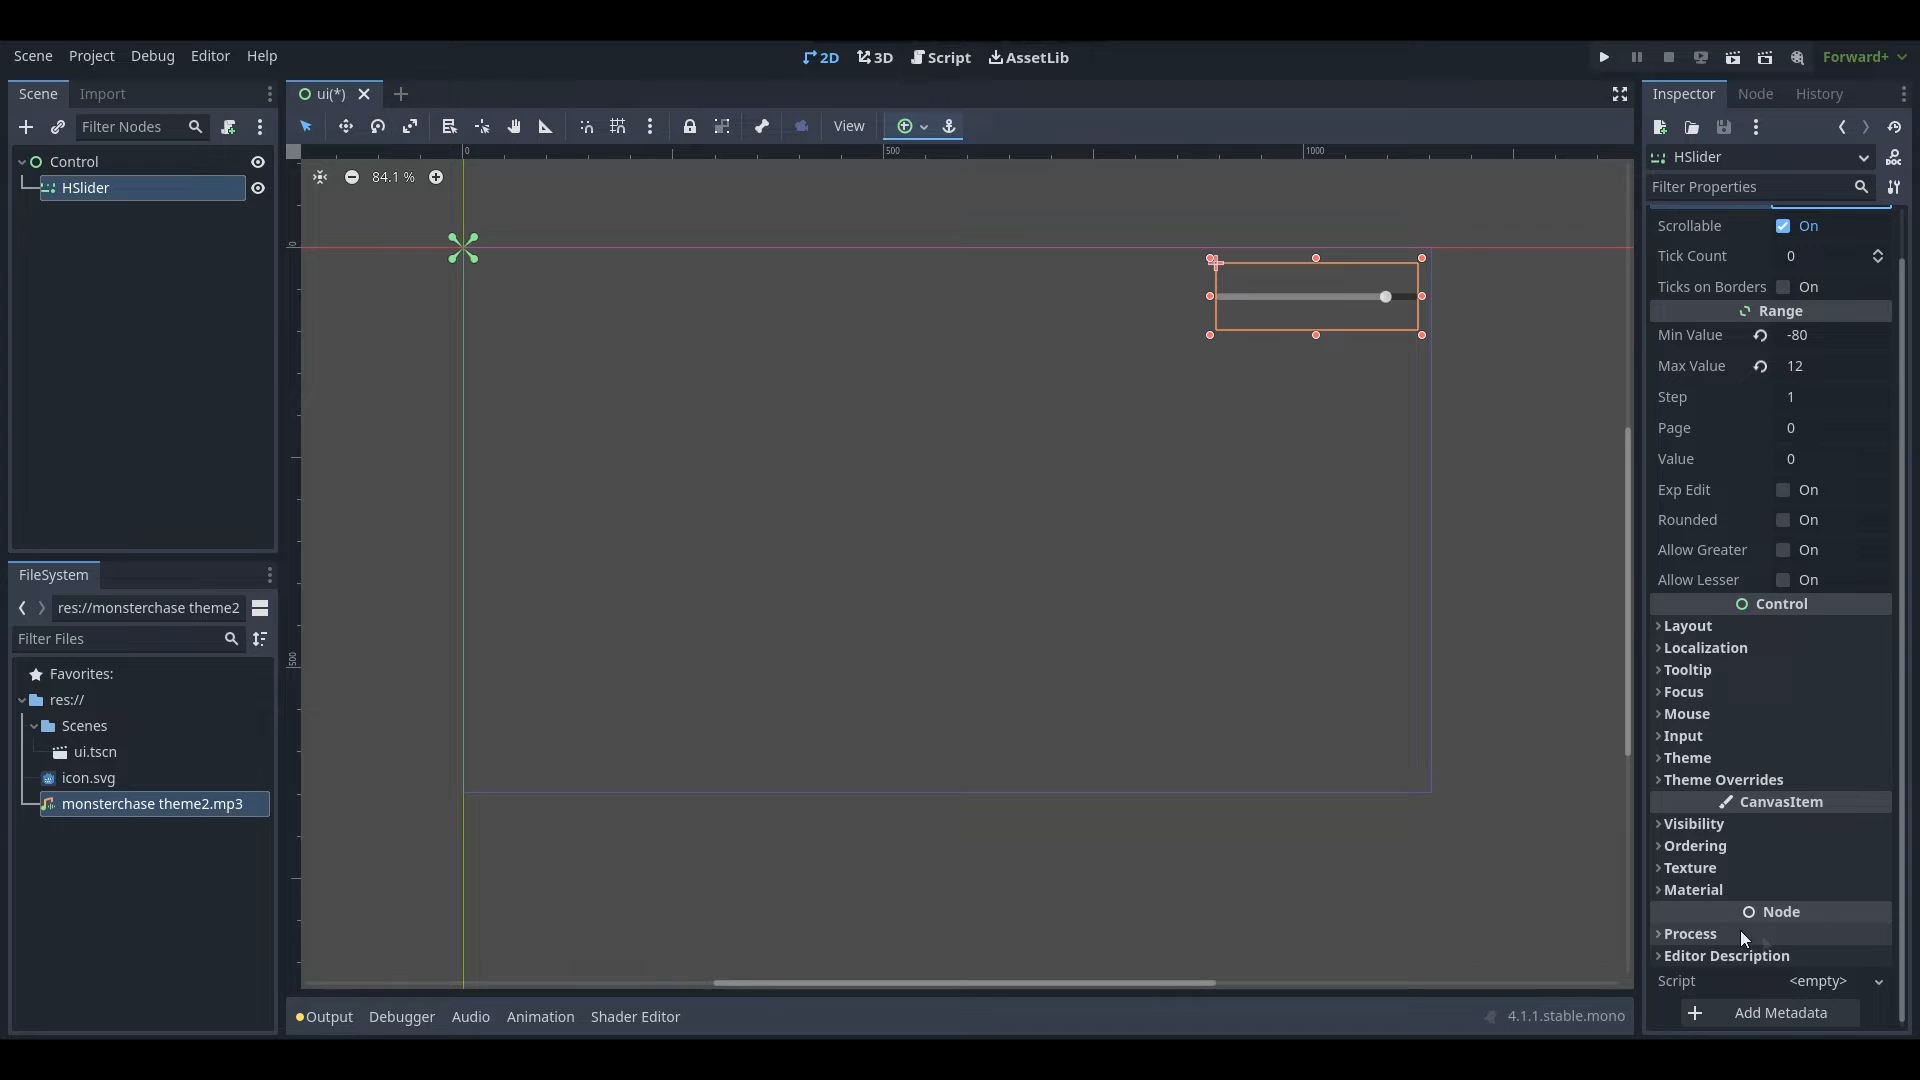 Scene Project Debug Editor Help
2D 3D Script AssetLib
Forward+
Scene Import
Filter Nodes
Control
HSlider
FileSystem
res://monsterchase theme2
Filter Files
Favorites:
res://
Scenes
ui.tscn
icon.svg
monsterchase theme2.mp3
ui(*)
View
0 500 1000
84.1 %
0
500
Output Debugger Audio Animation Shader Editor
4.1.1.stable.mono
Inspector Node History
HSlider
Filter Properties
Scrollable On
Tick Count 0
Ticks on Borders On
Range
Min Value -80
Max Value 12
Step 1
Page 0
Value 0
Exp Edit On
Rounded On
Allow Greater On
Allow Lesser On
Control
Layout
Localization
Tooltip
Focus
Mouse
Input
Theme
Theme Overrides
CanvasItem
Visibility
Ordering
Texture
Material
Node
Process
Editor Description
Script <empty>
Add Metadata